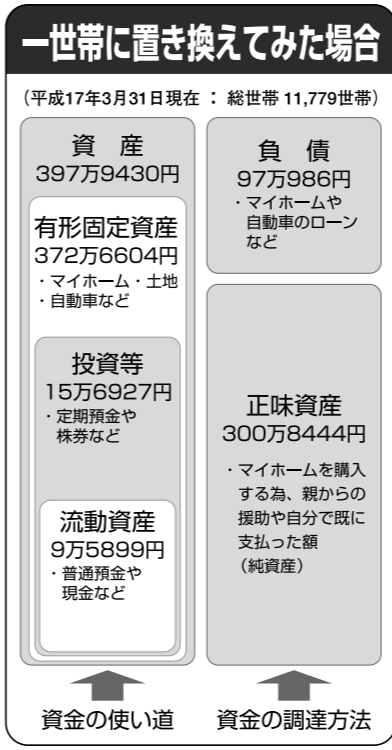 一世帯に置き換えてみた場合
（平成17年3月31日現在 ： 総世帯 11,779世帯）
資　産
397万9430円
有形固定資産
372万6604円
・マイホーム・土地
・自動車など
投資等
15万6927円
・定期預金や
株券など
流動資産
9万5899円
・普通預金や
現金など
資金の使い道
負　債
97万986円
・マイホームや
自動車のローン
など
正味資産
300万8444円
・マイホームを購入
する為、親からの
援助や自分で既に
支払った額
（純資産）
資金の調達方法